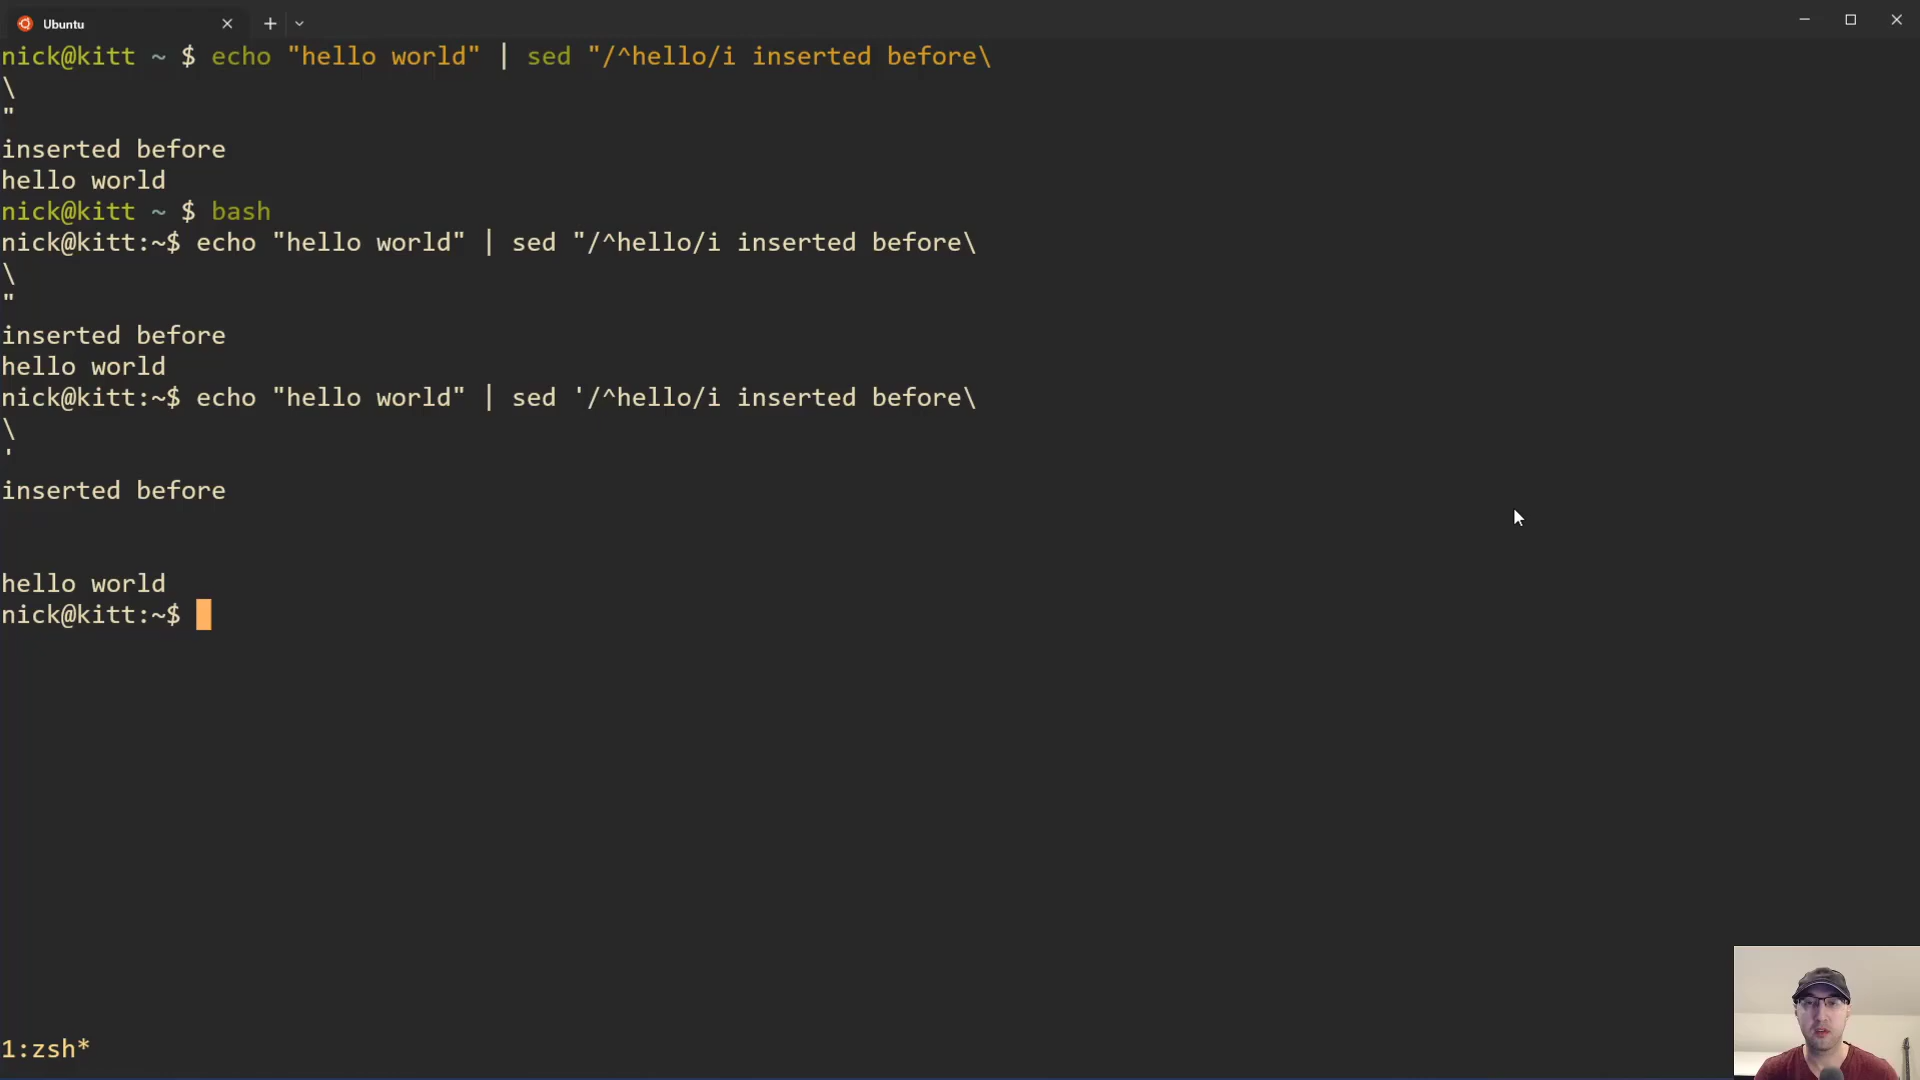 Ubuntu
nick@kitt ~ $ echo "hello world" | sed "/^hello/i inserted before\
\
"
inserted before
hello world
nick@kitt ~ $ bash
nick@kitt:~$ echo "hello world" | sed "/^hello/i inserted before\
\
"
inserted before
hello world
nick@kitt:~$ echo "hello world" | sed '/^hello/i inserted before\
\
'
inserted before
hello world
nick@kitt:~$
1:zsh*